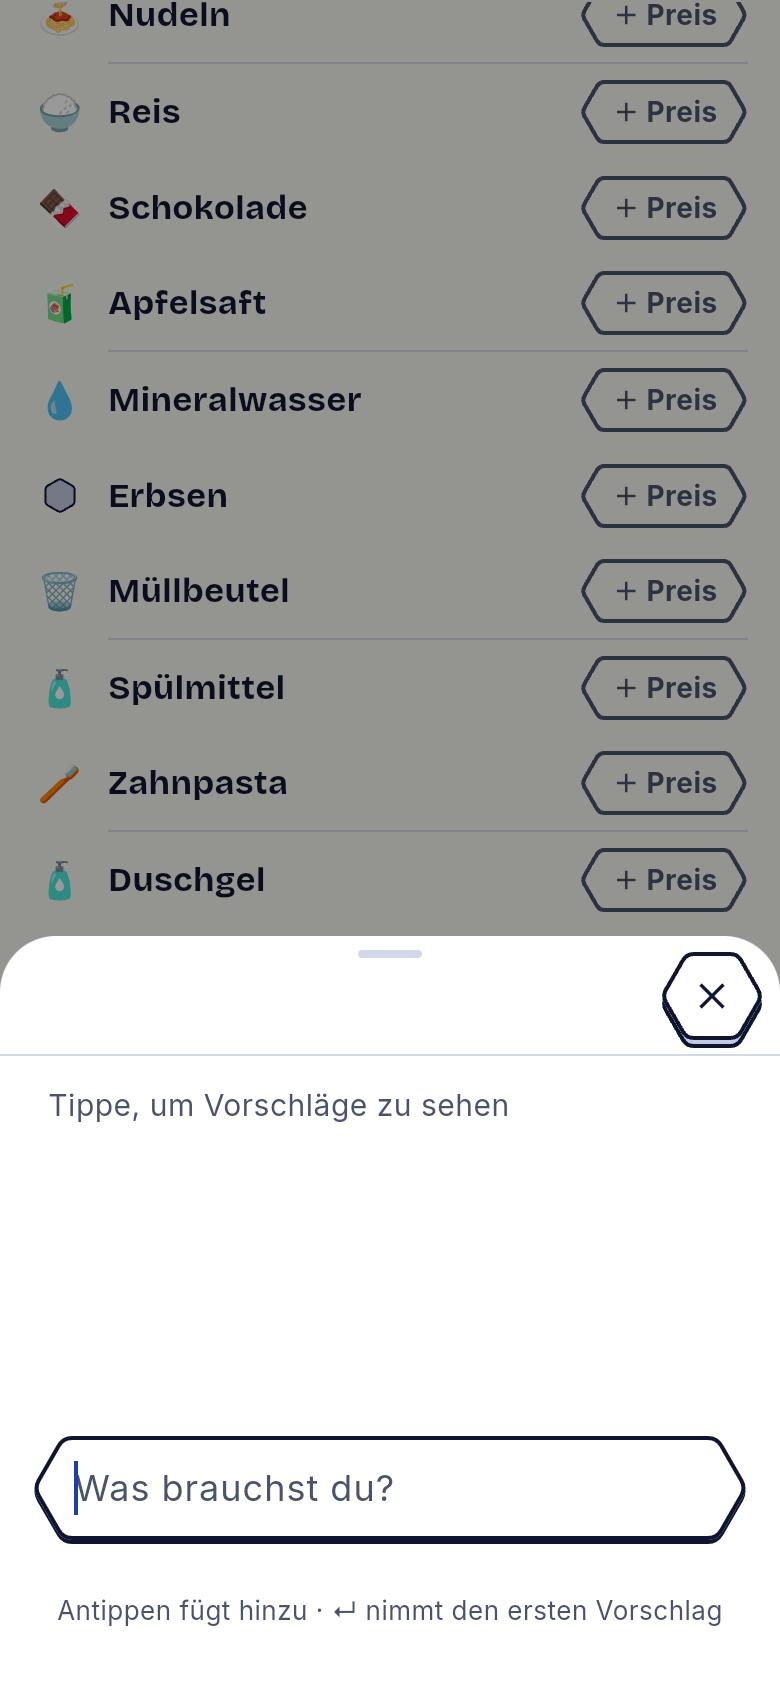 Nudeln + Preis
Reis + Preis
Schokolade + Preis
Apfelsaft + Preis
Mineralwasser + Preis
Erbsen + Preis
Müllbeutel + Preis
Spülmittel + Preis
Zahnpasta + Preis
Duschgel + Preis
Tippe, um Vorschläge zu sehen
Was brauchst du?
Antippen fügt hinzu · ↵ nimmt den ersten Vorschlag